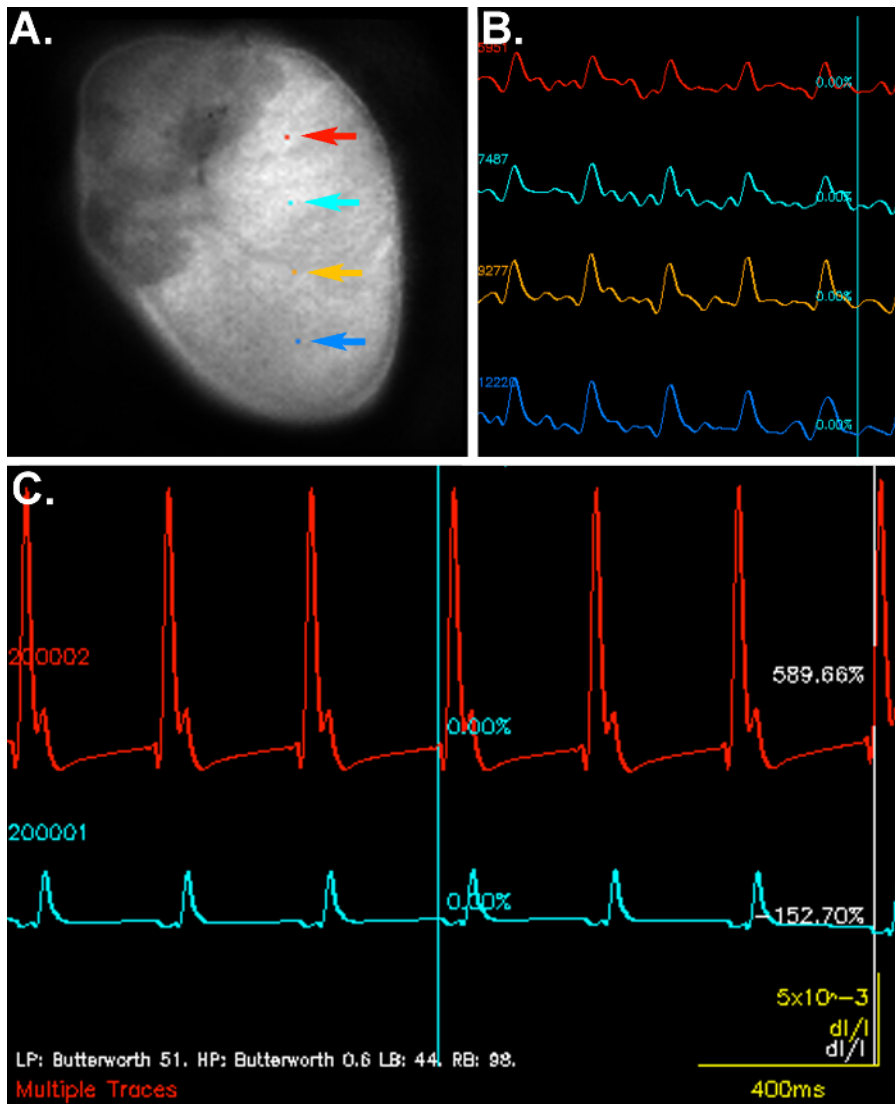 A.
B.
5951
0.00%
7487
0.00%
9277
0.00%
12220
0.00%
C.
200002
589.66%
0.00%
200001
0.00%
-152.70%
5x10^-3
dI/I
dI/I
LP: Butterworth 51. HP: Butterworth 0.6 LB: 44. RB: 98.
Multiple Traces
400ms